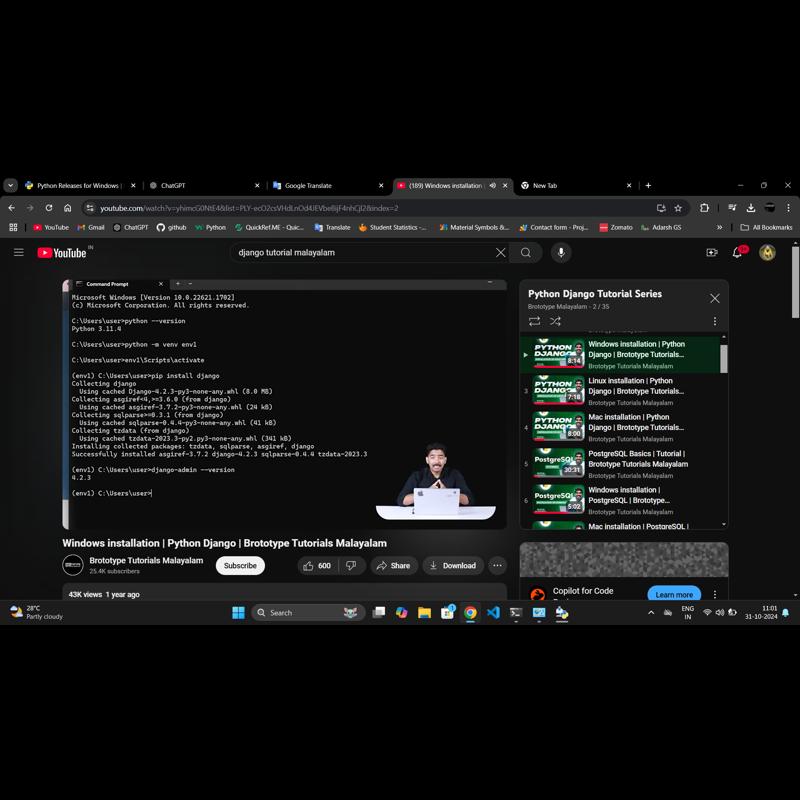 Python Releases for Windows |
ChatGPT
Google Translate
(189) Windows installation |
New Tab
youtube.com/watch?v=yhimcG0NtE4&list=PLY-ecO2csVHdLnOd4JEVbe8ijF4nhCjI2&index=2
YouTube
Gmail
ChatGPT
github
Python
QuickRef.ME - Quic...
Translate
Student Statistics -...
Material Symbols &...
Contact form - Proj...
Zomato
Adarsh GS
All Bookmarks
YouTube IN
django tutorial malayalam
9+
Command Prompt
Microsoft Windows [Version 10.0.22621.1702]
(c) Microsoft Corporation. All rights reserved.
C:\Users\user>python --version
Python 3.11.4
C:\Users\user>python -m venv env1
C:\Users\user>env1\Scripts\activate
(env1) C:\Users\user>pip install django
Collecting django
Using cached Django-4.2.3-py3-none-any.whl (8.0 MB)
Collecting asgiref<4,>=3.6.0 (from django)
Using cached asgiref-3.7.2-py3-none-any.whl (24 kB)
Collecting sqlparse>=0.3.1 (from django)
Using cached sqlparse-0.4.4-py3-none-any.whl (41 kB)
Collecting tzdata (from django)
Using cached tzdata-2023.3-py2.py3-none-any.whl (341 kB)
Installing collected packages: tzdata, sqlparse, asgiref, django
Successfully installed asgiref-3.7.2 django-4.2.3 sqlparse-0.4.4 tzdata-2023.3
(env1) C:\Users\user>django-admin --version
4.2.3
(env1) C:\Users\user>
Python Django Tutorial Series
Brototype Malayalam - 2 / 35
PYTHON DJANGO
8:14
Windows installation | Python
Django | Brototype Tutorials...
Brototype Tutorials Malayalam
3
PYTHON DJANGO
7:18
Linux installation | Python
Django | Brototype Tutorials...
Brototype Tutorials Malayalam
4
PYTHON DJANGO
8:00
Mac installation | Python
Django | Brototype Tutorials...
Brototype Tutorials Malayalam
5
PostgreSQL
30:31
PostgreSQL Basics | Tutorial |
Brototype Tutorials Malayalam
Brototype Tutorials Malayalam
6
PostgreSQL
5:02
Windows installation |
PostgreSQL | Brototype...
Brototype Tutorials Malayalam
PostgreSQL
Mac installation | PostgreSQL |
Windows installation | Python Django | Brototype Tutorials Malayalam
Brototype Tutorials Malayalam
25.4K subscribers
Subscribe
600
Share
Download
43K views 1 year ago
Copilot for Code
Learn more
28°C
Partly cloudy
Search
ENG
IN
11:01
31-10-2024